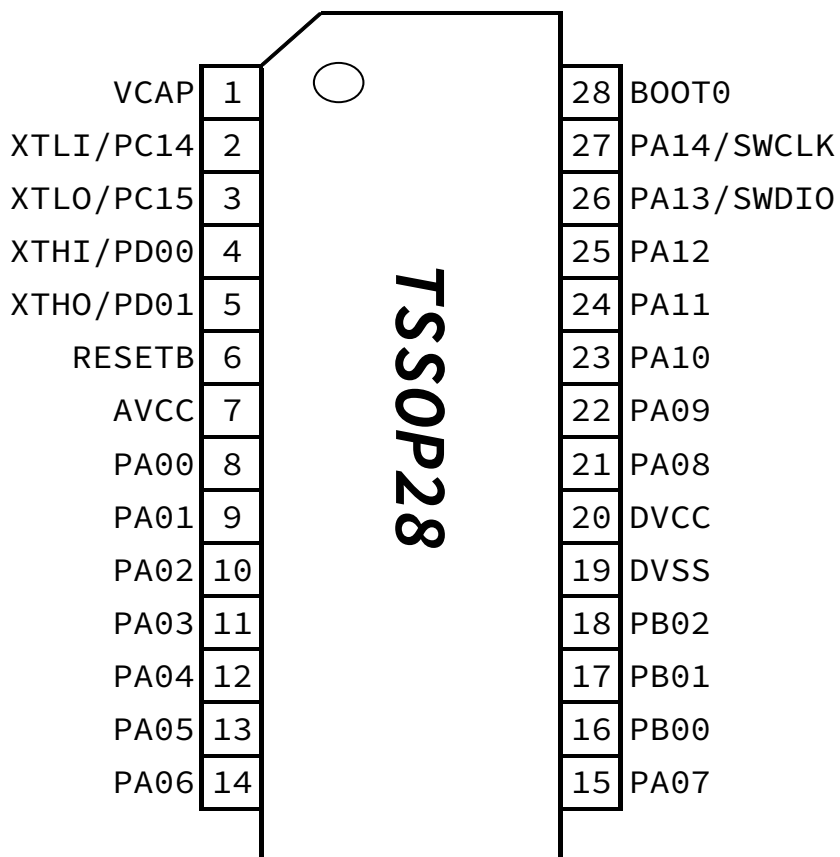 VCAP 1 28 BOOT0
XTLI/PC14 2 27 PA14/SWCLK
XTLO/PC15 3 26 PA13/SWDIO
XTHI/PD00 4 25 PA12
XTHO/PD01 5 24 PA11
RESETB 6 23 PA10
AVCC 7 22 PA09
PA00 8 21 PA08
PA01 9 20 DVCC
PA02 10 19 DVSS
PA03 11 18 PB02
PA04 12 17 PB01
PA05 13 16 PB00
PA06 14 15 PA07
TSSOP28